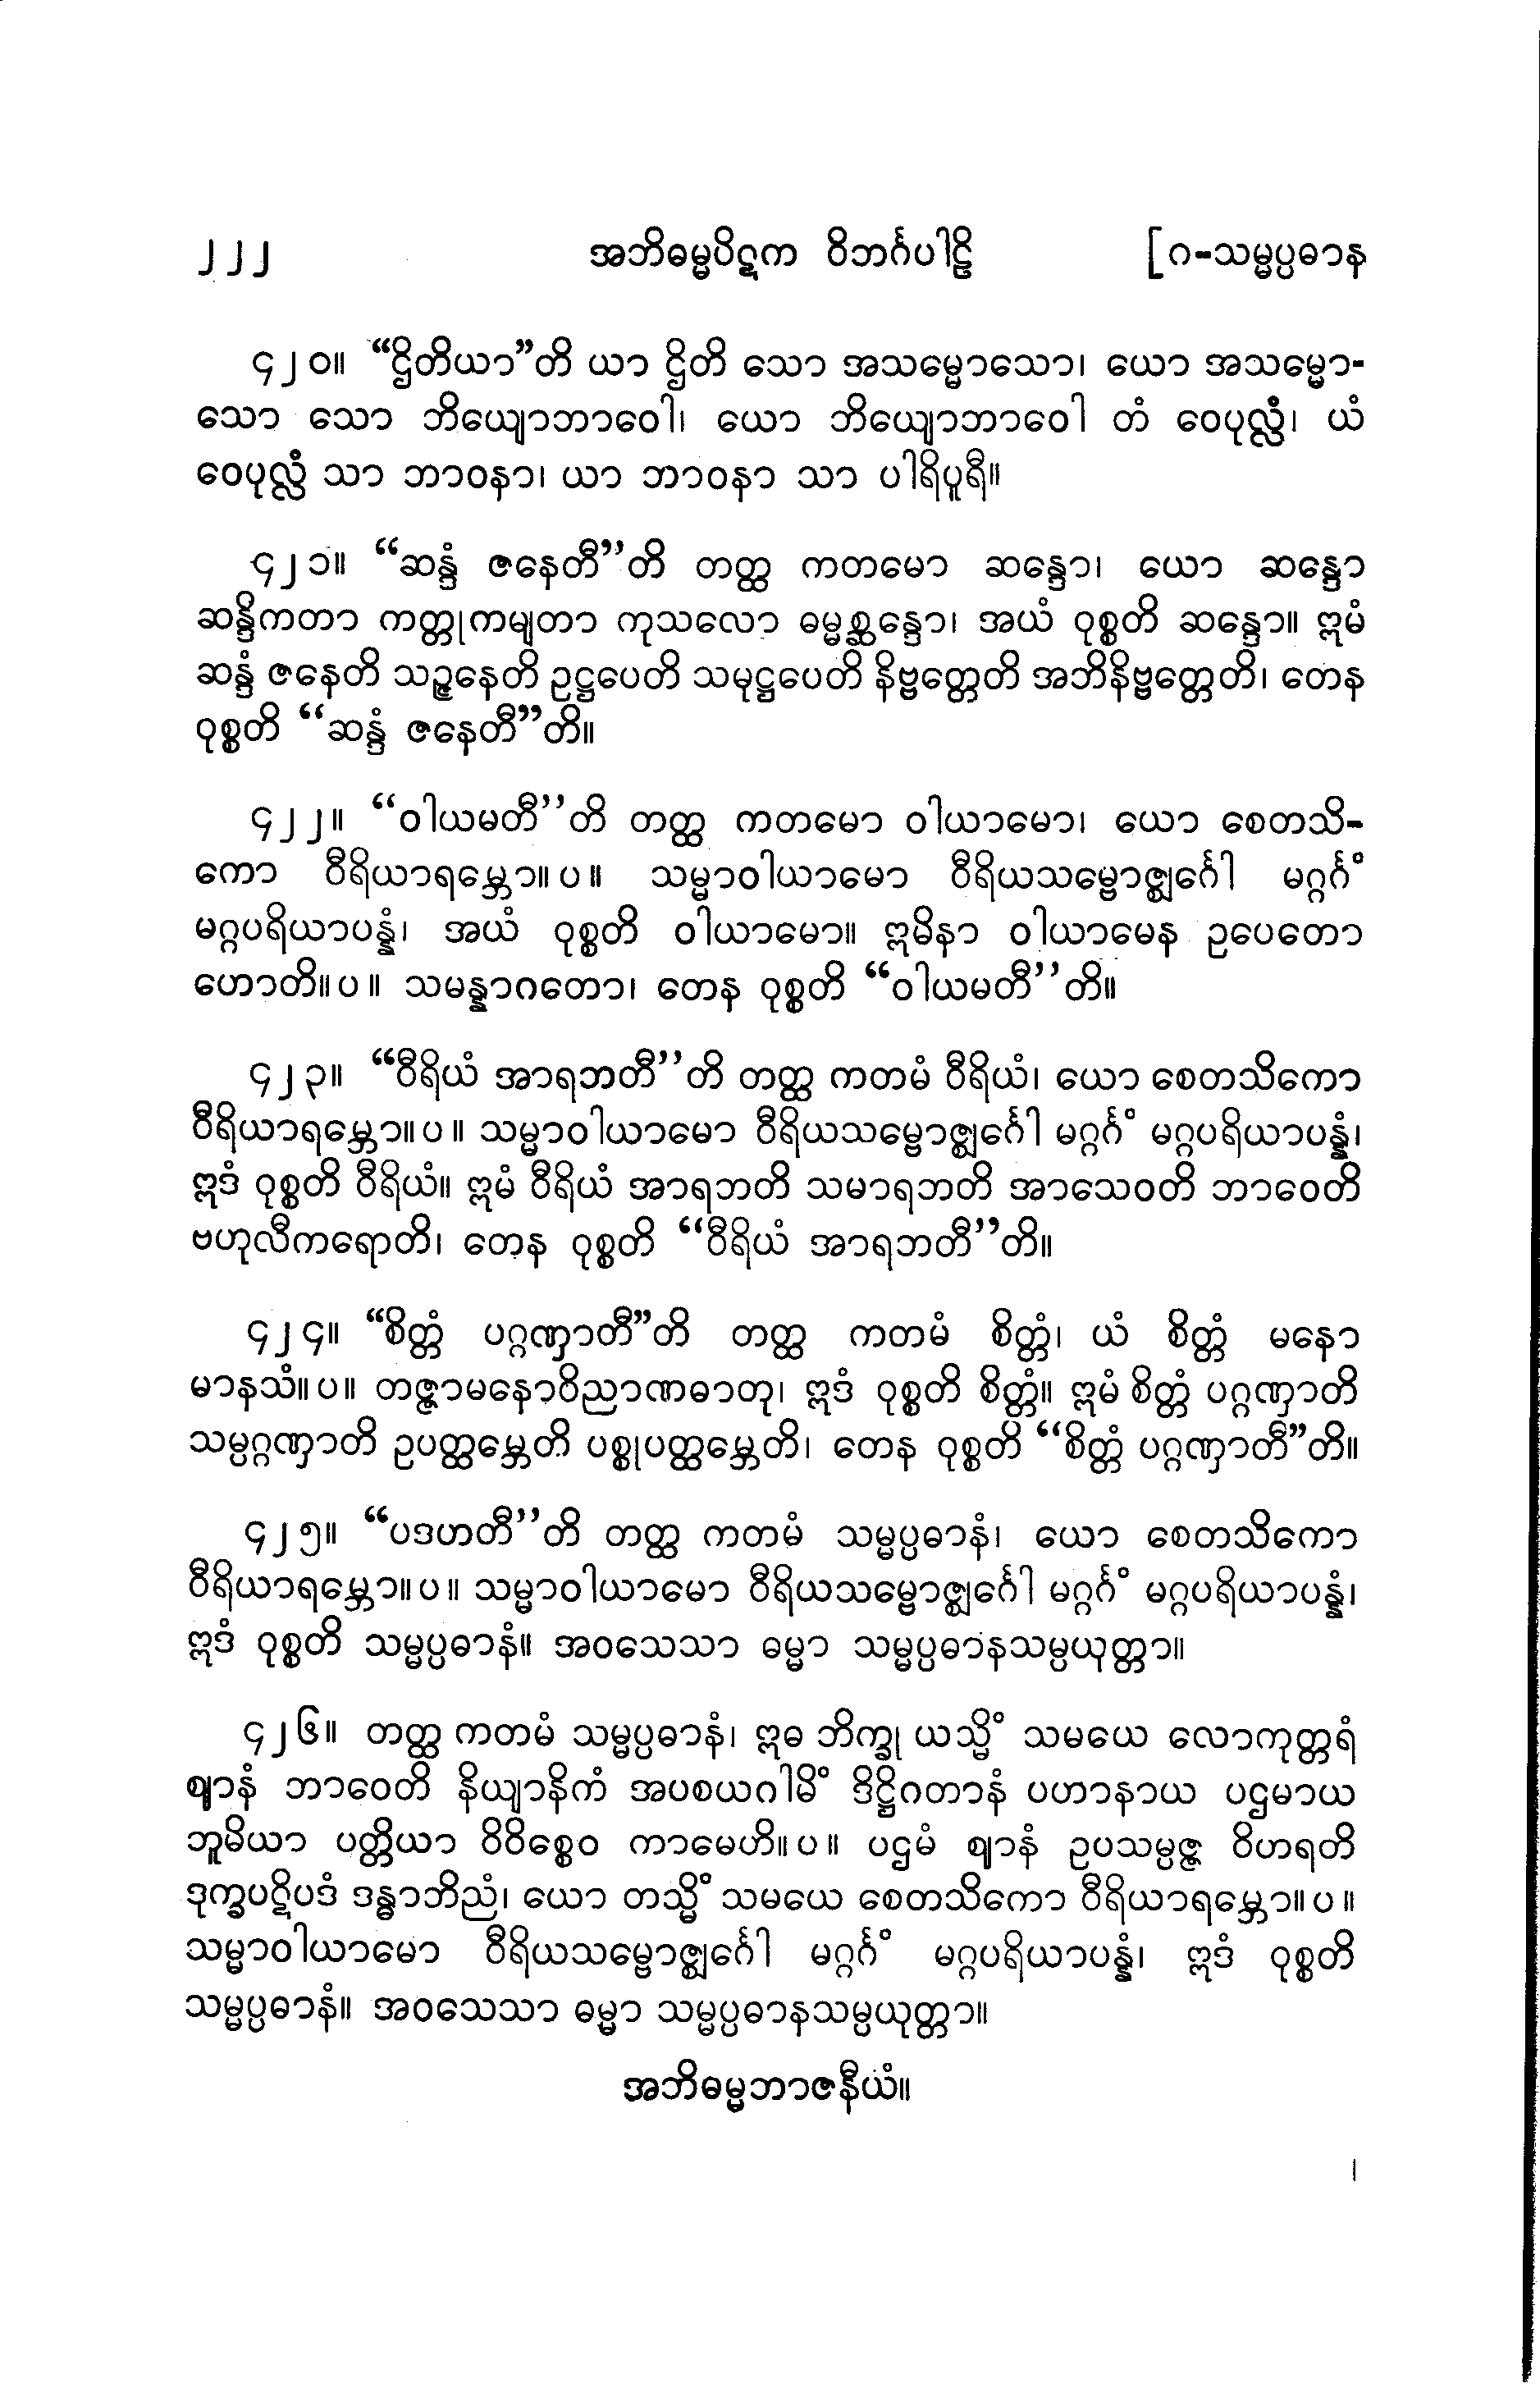 ၂၂၂ အဘိဓမ္မပိဋက ဝိဘင်္ဂပါဠိ [ဂ-သမ္မပ္ပဓာန
၄၂၀။ “ဌိတိယာ”တိ ယာ ဌိတိ သော အသမ္မောသော၊ ယော အသမ္မော-
သော သော ဘိယျောဘာဝေါ၊ ယော ဘိယျောဘာဝေါ တံ ဝေပုလ္လံ၊ ယံ
ဝေပုလ္လံ သာ ဘာဝနာ၊ ယာ ဘာဝနာ သာ ပါရိပူရီ။
၄၂၁။ “ဆန္ဒံ ဇနေတီ”တိ တတ္ထ ကတမော ဆန္ဒော၊ ယော ဆန္ဒော
ဆန္ဒိကတာ ကတ္တုကမျတာ ကုသလော ဓမ္မစ္ဆန္ဒော၊ အယံ ဝုစ္စတိ ဆန္ဒော။ ဣမံ
ဆန္ဒံ ဇနေတိ သဉ္ဇနေတိ ဥဋ္ဌပေတိ သမုဋ္ဌပေတိ နိဗ္ဗတ္တေတိ အဘိနိဗ္ဗတ္တေတိ၊ တေန
ဝုစ္စတိ “ဆန္ဒံ ဇနေတီ”တိ။
၄၂၂။ “ဝါယမတီ”တိ တတ္ထ ကတမော ဝါယာမော၊ ယော စေတသိ-
ကော ဝီရိယာရမ္ဘော။ပ။ သမ္မာဝါယာမော ဝီရိယသမ္ဗောဇ္ဈင်္ဂေါ မဂ္ဂင်္ဂံ
မဂ္ဂပရိယာပန္နံ၊ အယံ ဝုစ္စတိ ဝါယာမော။ ဣမိနာ ဝါယာမေန ဥပေတော
ဟောတိ။ပ။ သမန္နာဂတော၊ တေန ဝုစ္စတိ “ဝါယမတီ”တိ။
၄၂၃။ “ဝီရိယံ အာရဘတီ”တိ တတ္ထ ကတမံ ဝီရိယံ၊ ယော စေတသိကော
ဝီရိယာရမ္ဘော။ပ။ သမ္မာဝါယာမော ဝီရိယသမ္ဗောဇ္ဈင်္ဂေါ မဂ္ဂင်္ဂံ မဂ္ဂပရိယာပန္နံ၊
ဣဒံ ဝုစ္စတိ ဝီရိယံ။ ဣမံ ဝီရိယံ အာရဘတိ သမာရဘတိ အာသေဝတိ ဘာဝေတိ
ဗဟုလီကရောတိ၊ တေန ဝုစ္စတိ “ဝီရိယံ အာရဘတီ”တိ။
၄၂၄။ “စိတ္တံ ပဂ္ဂဏှာတီ”တိ တတ္ထ ကတမံ စိတ္တံ၊ ယံ စိတ္တံ မနော
မာနသံ။ပ။ တဇ္ဇာမနောဝိညာဏဓာတု၊ ဣဒံ ဝုစ္စတိ စိတ္တံ။ ဣမံ စိတ္တံ ပဂ္ဂဏှာတိ
သမ္ပဂ္ဂဏှာတိ ဥပတ္ထမ္ဘေတိ ပစ္စုပတ္ထမ္ဘေတိ၊ တေန ဝုစ္စတိ “စိတ္တံ ပဂ္ဂဏှာတီ”တိ။
၄၂၅။ “ပဒဟတီ”တိ တတ္ထ ကတမံ သမ္မပ္ပဓာနံ၊ ယော စေတသိကော
ဝီရိယာရမ္ဘော။ပ။ သမ္မာဝါယာမော ဝီရိယသမ္ဗောဇ္ဈင်္ဂေါ မဂ္ဂင်္ဂံ မဂ္ဂပရိယာပန္နံ၊
ဣဒံ ဝုစ္စတိ သမ္မပ္ပဓာနံ။ အဝသေသာ ဓမ္မာ သမ္မပ္ပဓာနသမ္ပယုတ္တာ။
၄၂၆။ တတ္ထ ကတမံ သမ္မပ္ပဓာနံ၊ ဣဓ ဘိက္ခု ယသ္မိံ သမယေ လောကုတ္တရံ
ဈာနံ ဘာဝေတိ နိယျာနိကံ အပစယဂါမိံ ဒိဋ္ဌိဂတာနံ ပဟာနာယ ပဌမာယ
ဘူမိယာ ပတ္တိယာ ဝိဝိစ္စေဝ ကာမေဟိ။ပ။ ပဌမံ ဈာနံ ဥပသမ္ပဇ္ဇ ဝိဟရတိ
ဒုက္ခပဋိပဒံ ဒန္ဓာဘိညံ၊ ယော တသ္မိံ သမယေ စေတသိကော ဝီရိယာရမ္ဘော။ပ။
သမ္မာဝါယာမော ဝီရိယသမ္ဗောဇ္ဈင်္ဂေါ မဂ္ဂင်္ဂံ မဂ္ဂပရိယာပန္နံ၊ ဣဒံ ဝုစ္စတိ
သမ္မပ္ပဓာနံ။ အဝသေသာ ဓမ္မာ သမ္မပ္ပဓာနသမ္ပယုတ္တာ။
အဘိဓမ္မဘာဇနီယံ။